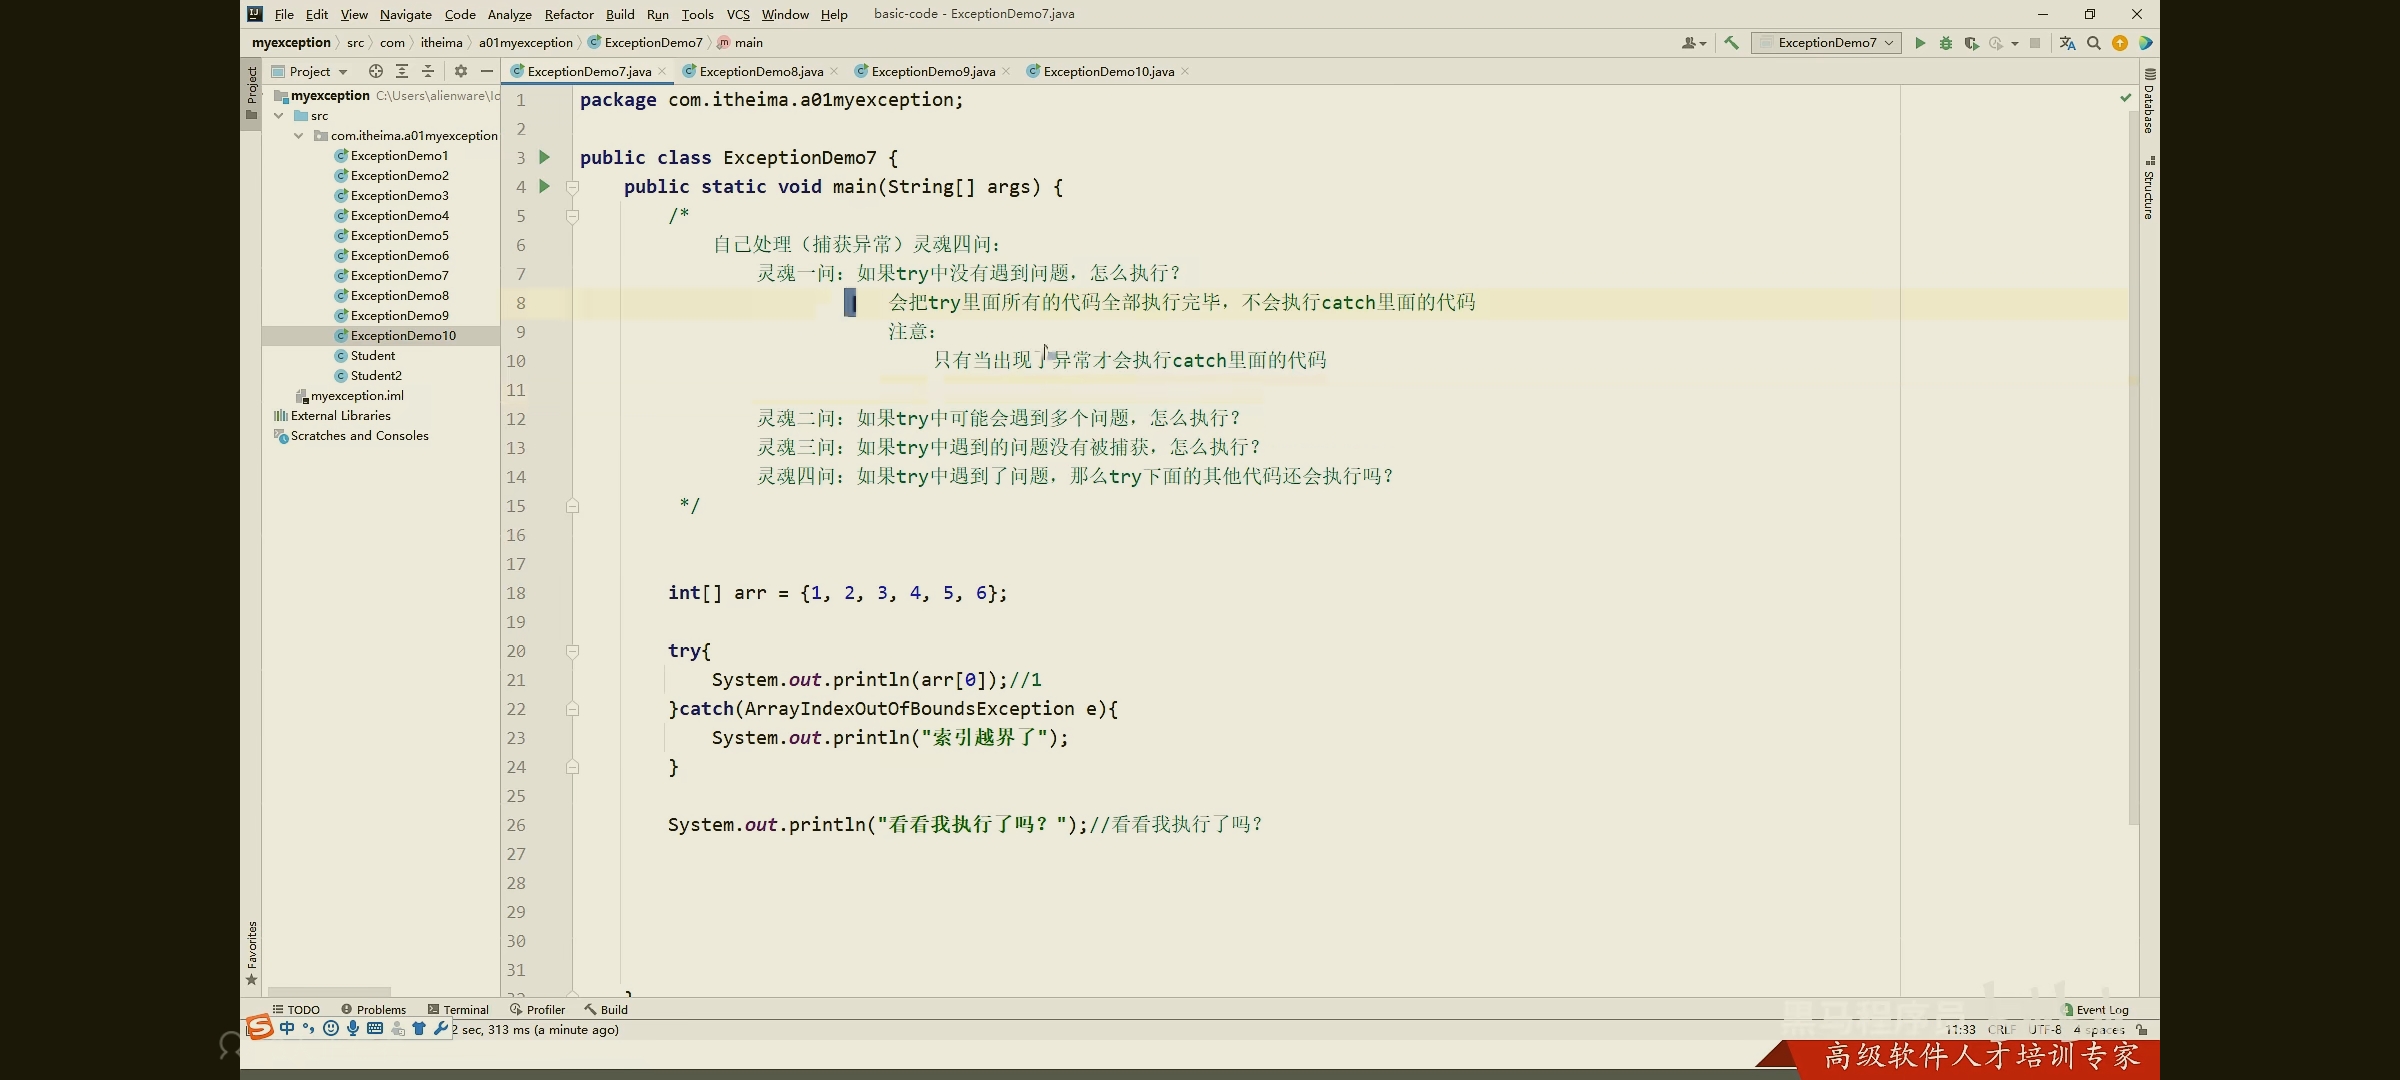 File Edit View Navigate Code Analyze Refactor Build Run Tools VCS Window Help basic-code - ExceptionDemo7.java
myexception src com itheima a01myexception ExceptionDemo7 main ExceptionDemo7
Project
Project
ExceptionDemo7.java ExceptionDemo8.java ExceptionDemo9.java ExceptionDemo10.java
myexception C:\Users\alienware\Id
src
com.itheima.a01myexception
ExceptionDemo1
ExceptionDemo2
ExceptionDemo3
ExceptionDemo4
ExceptionDemo5
ExceptionDemo6
ExceptionDemo7
ExceptionDemo8
ExceptionDemo9
ExceptionDemo10
Student
Student2
myexception.iml
External Libraries
Scratches and Consoles
1 package com.itheima.a01myexception;
2
3 public class ExceptionDemo7 {
4 public static void main(String[] args) {
5 /*
6 自己处理（捕获异常）灵魂四问：
7 灵魂一问：如果try中没有遇到问题，怎么执行？
8 会把try里面所有的代码全部执行完毕，不会执行catch里面的代码
9 注意：
10 只有当出现了异常才会执行catch里面的代码
11
12 灵魂二问：如果try中可能会遇到多个问题，怎么执行？
13 灵魂三问：如果try中遇到的问题没有被捕获，怎么执行？
14 灵魂四问：如果try中遇到了问题，那么try下面的其他代码还会执行吗？
15 */
16
17
18 int[] arr = {1, 2, 3, 4, 5, 6};
19
20 try{
21 System.out.println(arr[0]);//1
22 }catch(ArrayIndexOutOfBoundsException e){
23 System.out.println("索引越界了");
24 }
25
26 System.out.println("看看我执行了吗？");//看看我执行了吗？
27
28
29
30
31
Database
Structure
Favorites
TODO Problems Terminal Profiler Build Event Log
中 2 sec, 313 ms (a minute ago) 11:33 CRLF UTF-8 4 spaces
黑马程序员
高级软件人才培训专家